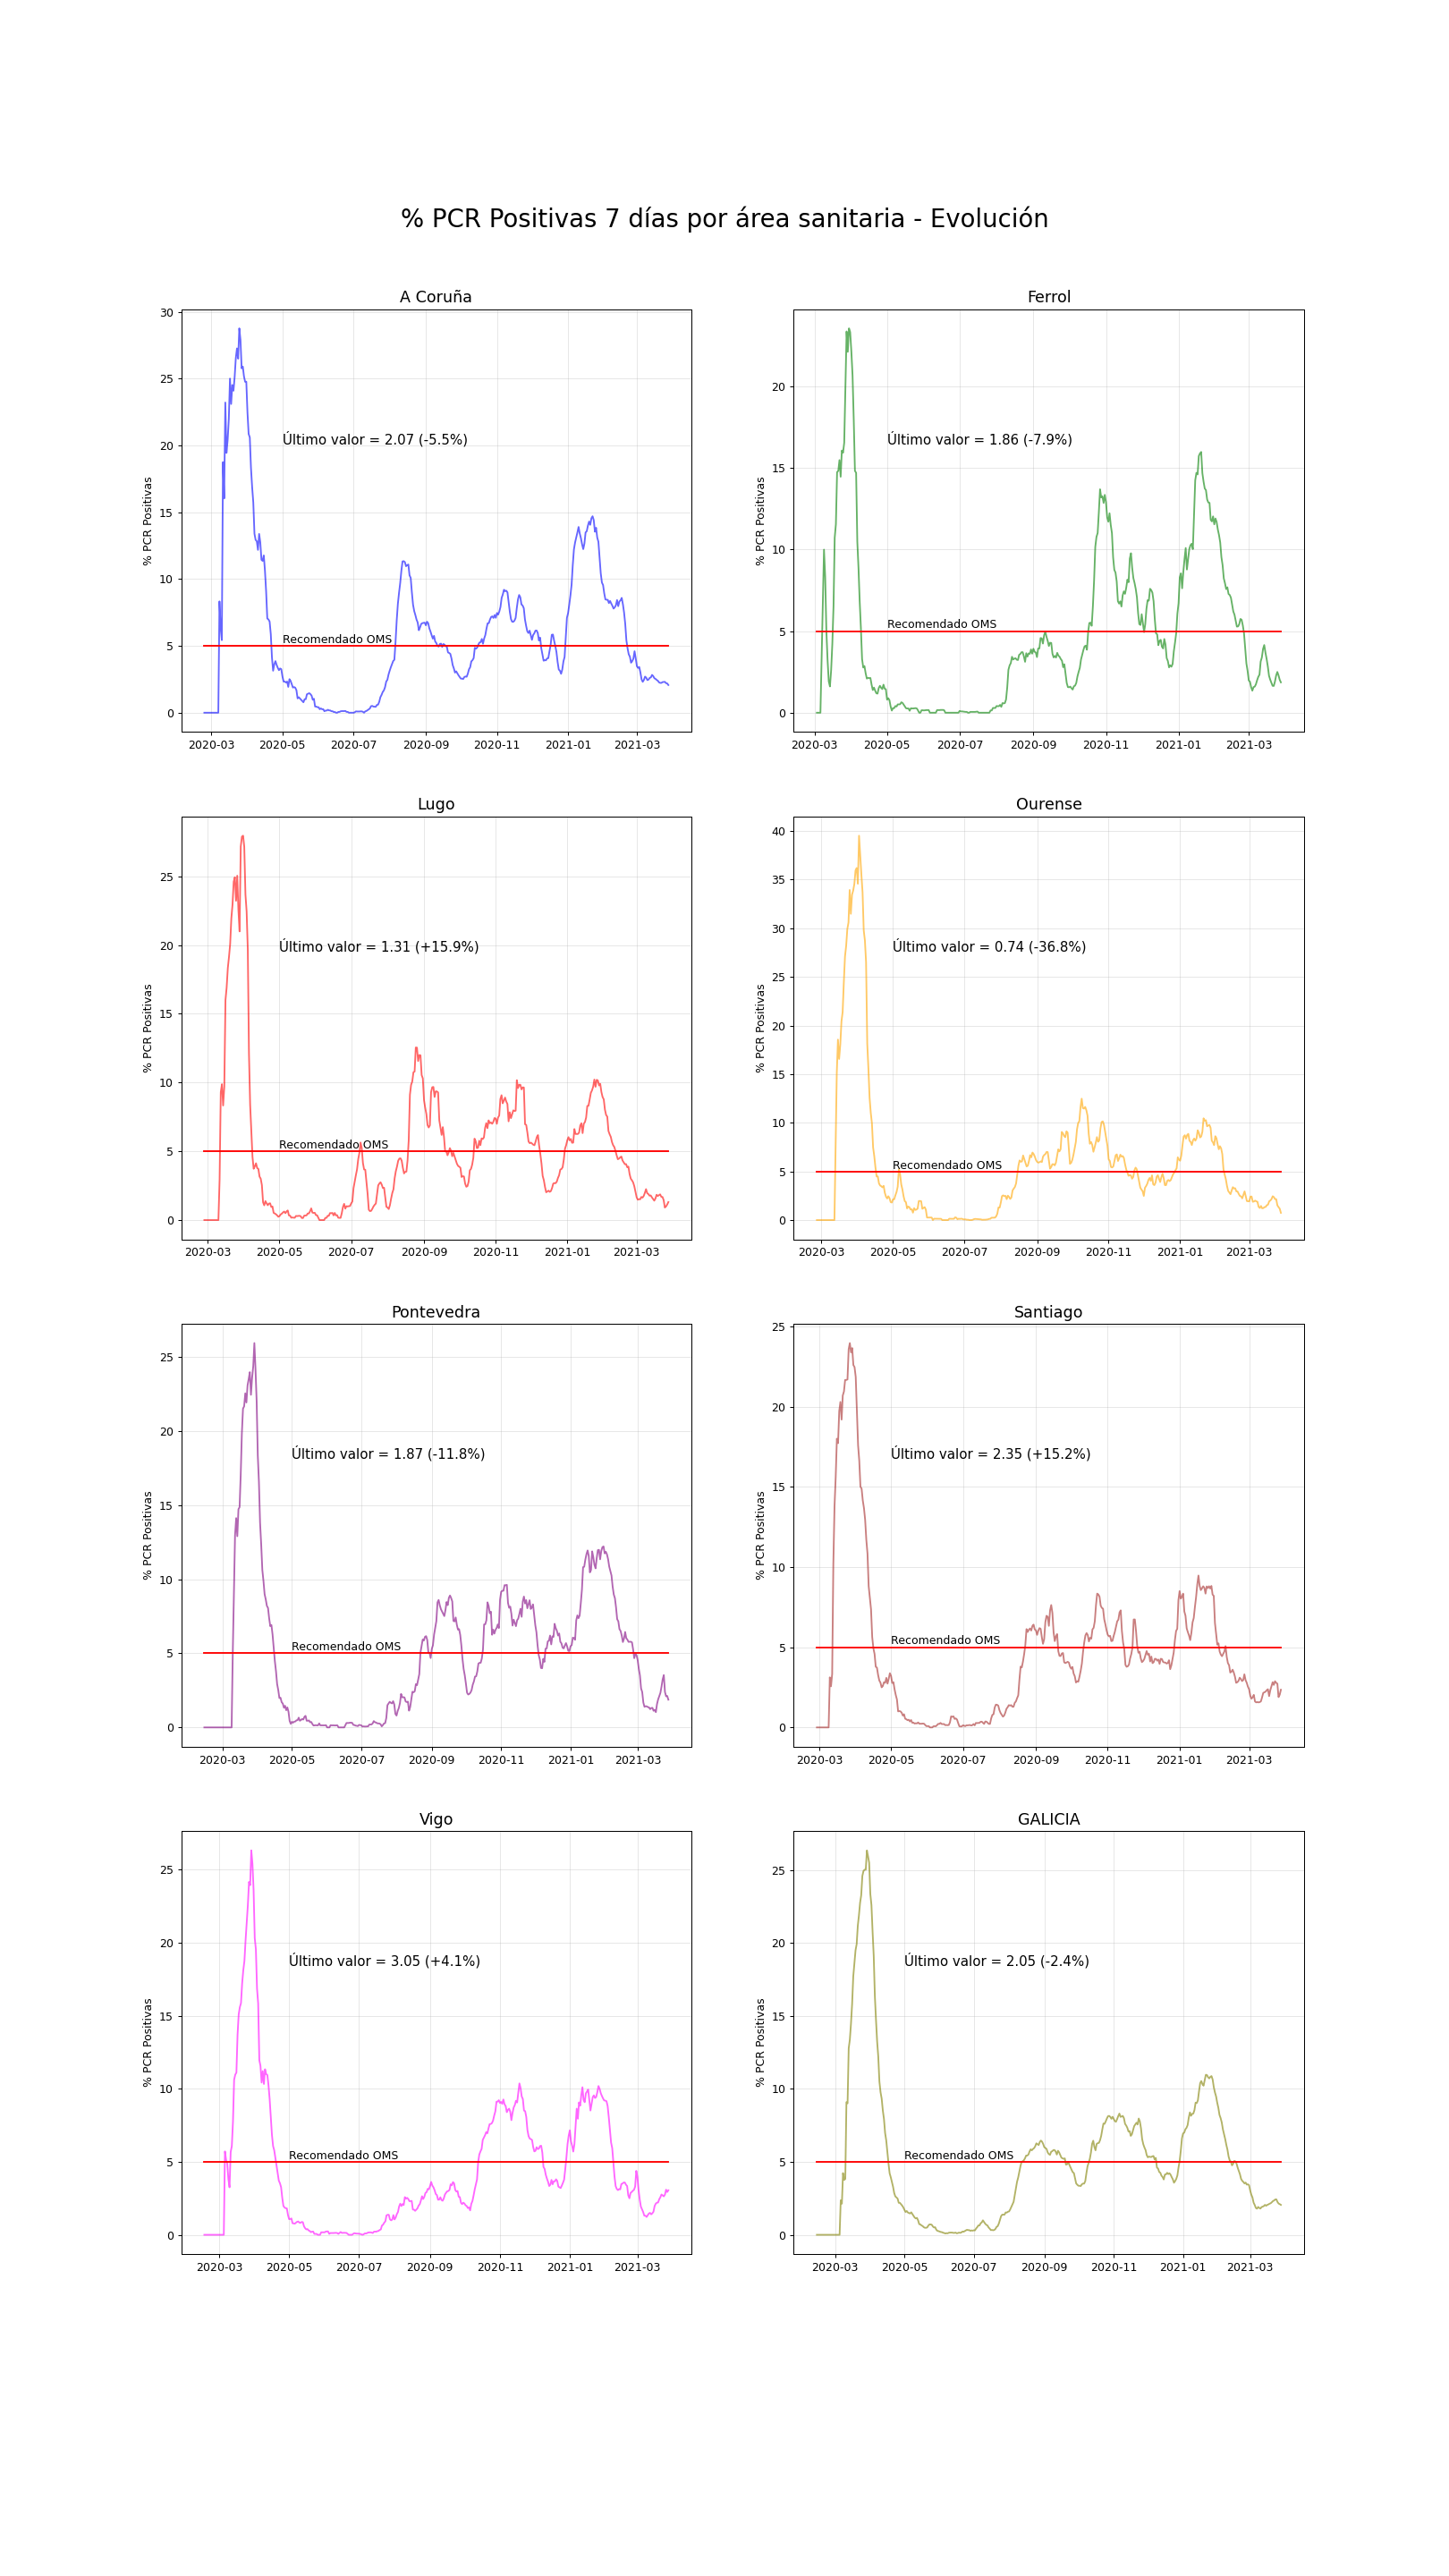 % PCR Positivas 7 días por área sanitaria - Evolución
A Coruña
30
25
20
15
10
5
0
% PCR Positivas
Último valor = 2.07 (-5.5%)
Recomendado OMS
2020-03 2020-05 2020-07 2020-09 2020-11 2021-01 2021-03
Ferrol
20
15
10
5
0
% PCR Positivas
Último valor = 1.86 (-7.9%)
Recomendado OMS
2020-03 2020-05 2020-07 2020-09 2020-11 2021-01 2021-03
Lugo
25
20
15
10
5
0
% PCR Positivas
Último valor = 1.31 (+15.9%)
Recomendado OMS
2020-03 2020-05 2020-07 2020-09 2020-11 2021-01 2021-03
Ourense
40
35
30
25
20
15
10
5
0
% PCR Positivas
Último valor = 0.74 (-36.8%)
Recomendado OMS
2020-03 2020-05 2020-07 2020-09 2020-11 2021-01 2021-03
Pontevedra
25
20
15
10
5
0
% PCR Positivas
Último valor = 1.87 (-11.8%)
Recomendado OMS
2020-03 2020-05 2020-07 2020-09 2020-11 2021-01 2021-03
Santiago
25
20
15
10
5
0
% PCR Positivas
Último valor = 2.35 (+15.2%)
Recomendado OMS
2020-03 2020-05 2020-07 2020-09 2020-11 2021-01 2021-03
Vigo
25
20
15
10
5
0
% PCR Positivas
Último valor = 3.05 (+4.1%)
Recomendado OMS
2020-03 2020-05 2020-07 2020-09 2020-11 2021-01 2021-03
GALICIA
25
20
15
10
5
0
% PCR Positivas
Último valor = 2.05 (-2.4%)
Recomendado OMS
2020-03 2020-05 2020-07 2020-09 2020-11 2021-01 2021-03